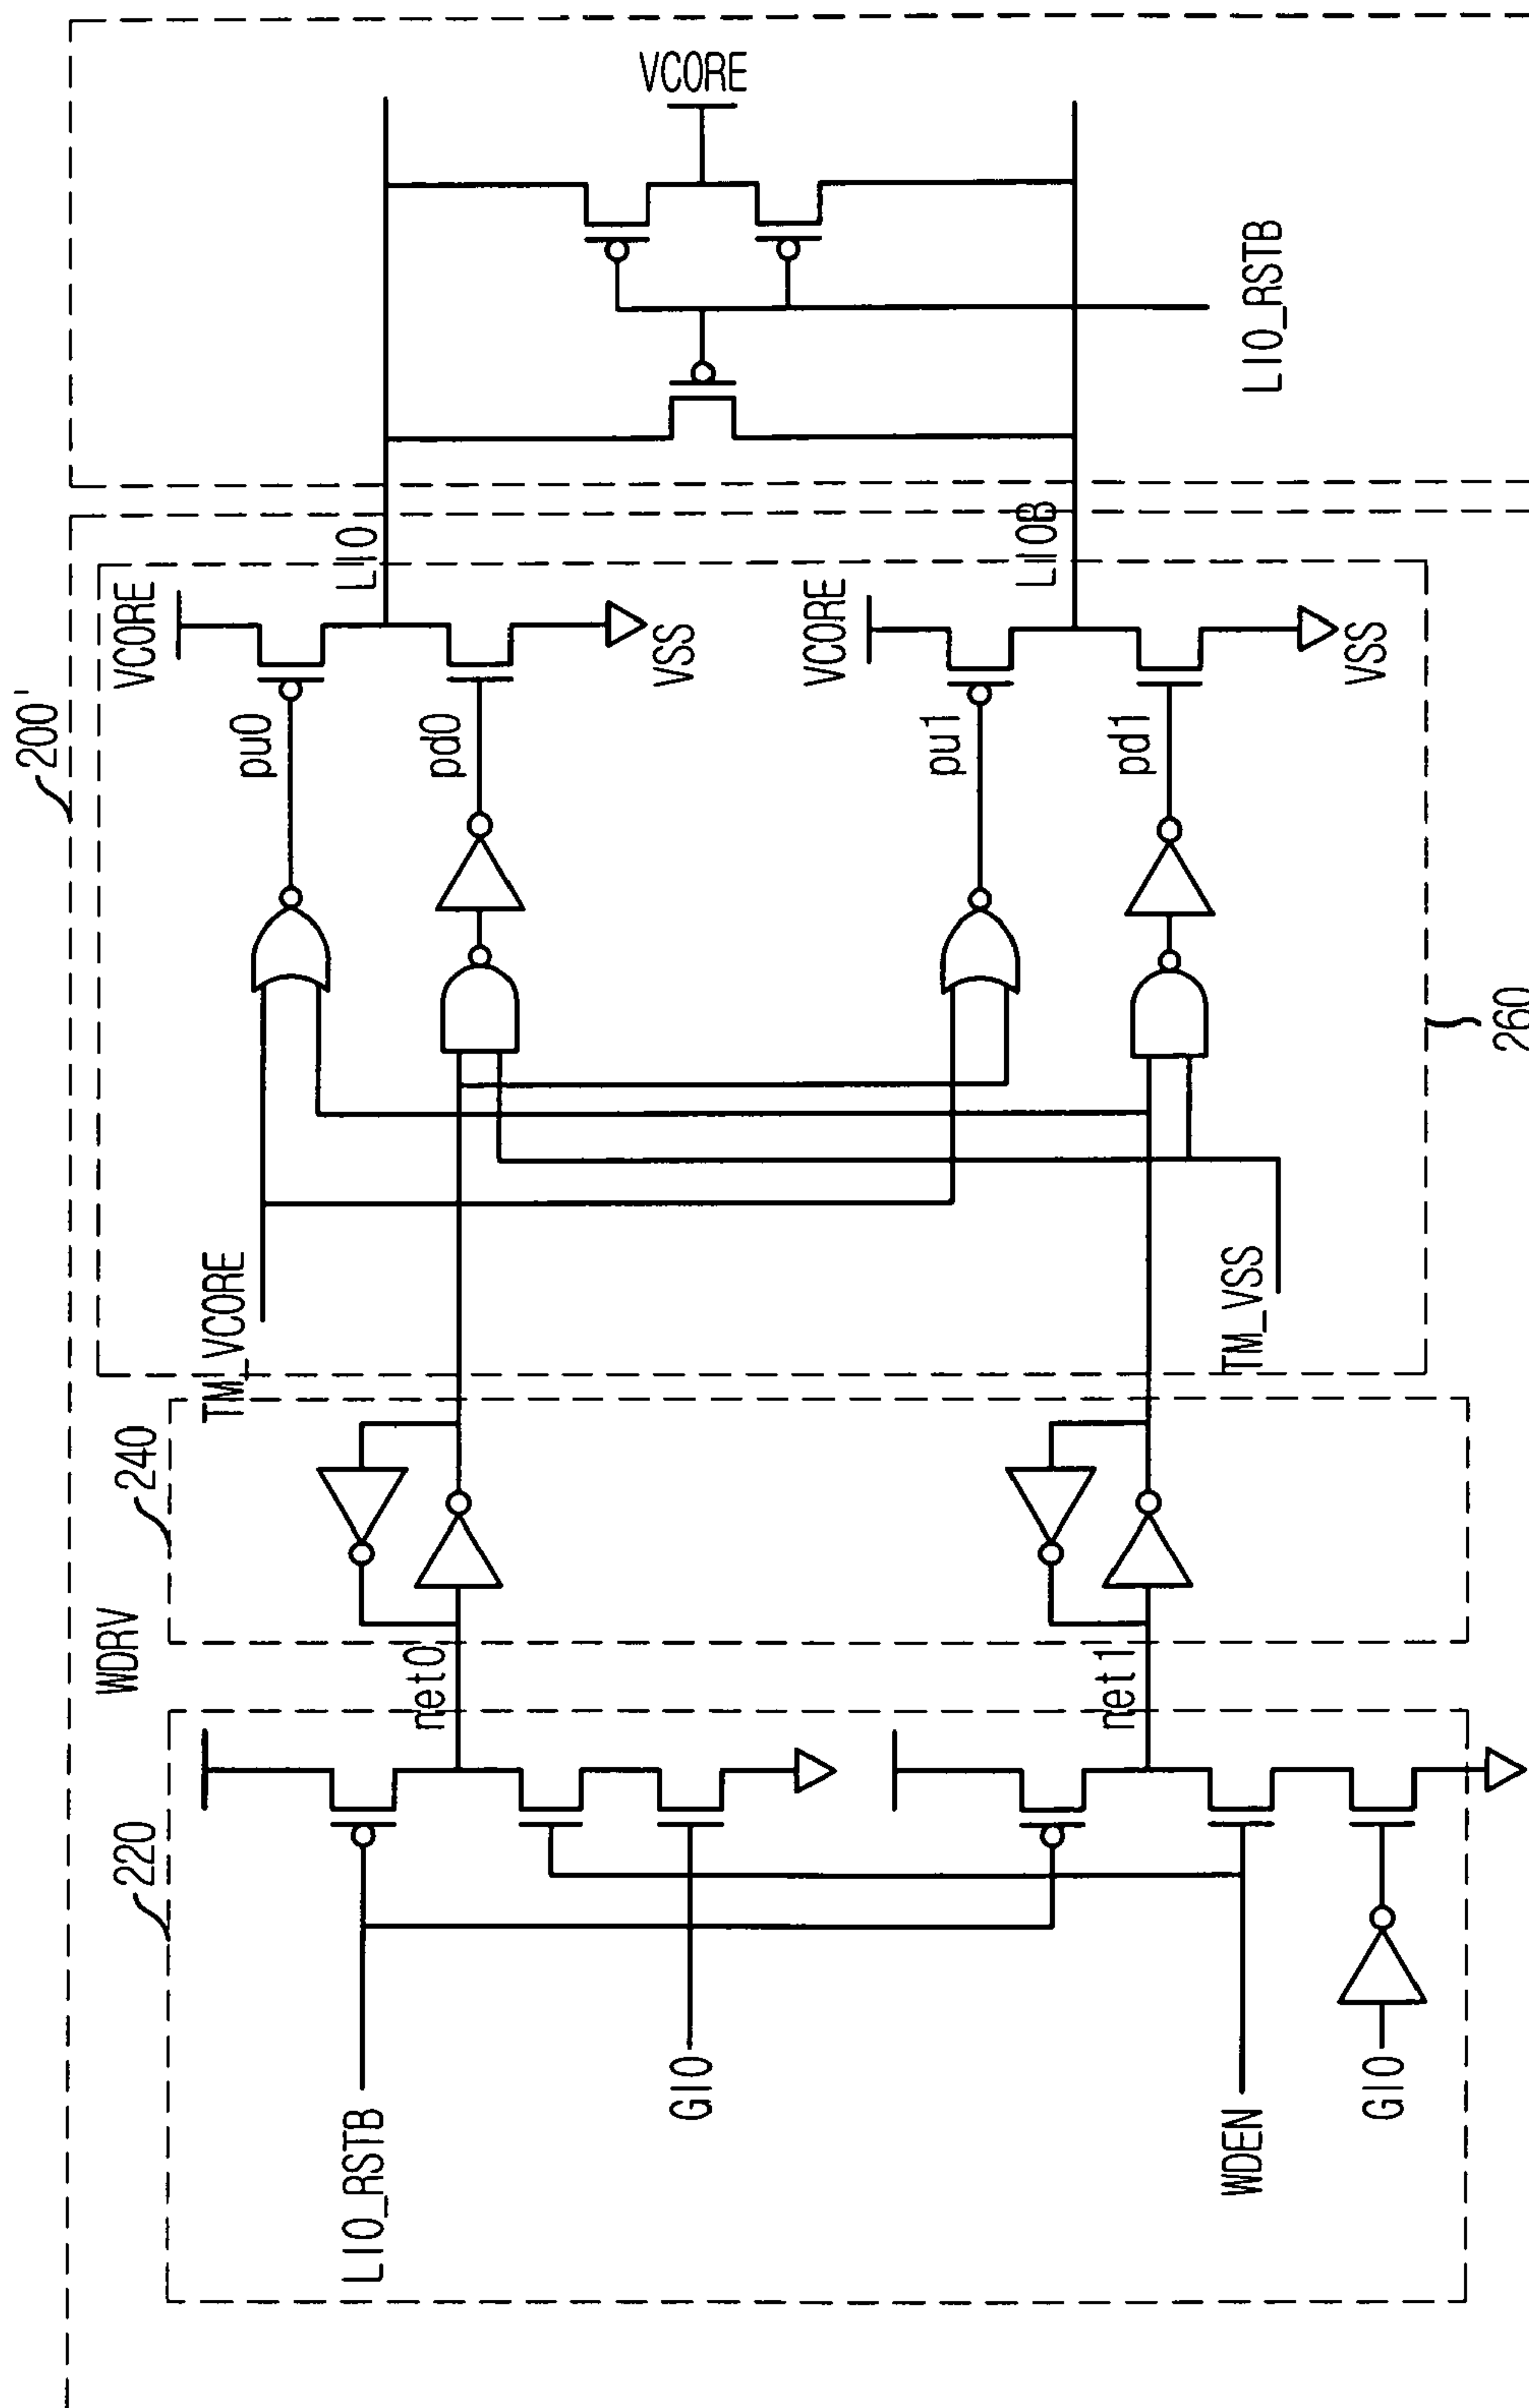 200'
WDRV
220
LIO_RSTB
GIO
WDEN
GIO
net0
net1
240
TM_VCORE
TM_VSS
260
pu0
pd0
pu1
pd1
VCORE
VSS
VCORE
VSS
LIO
LIOB
VCORE
LIO_RSTB